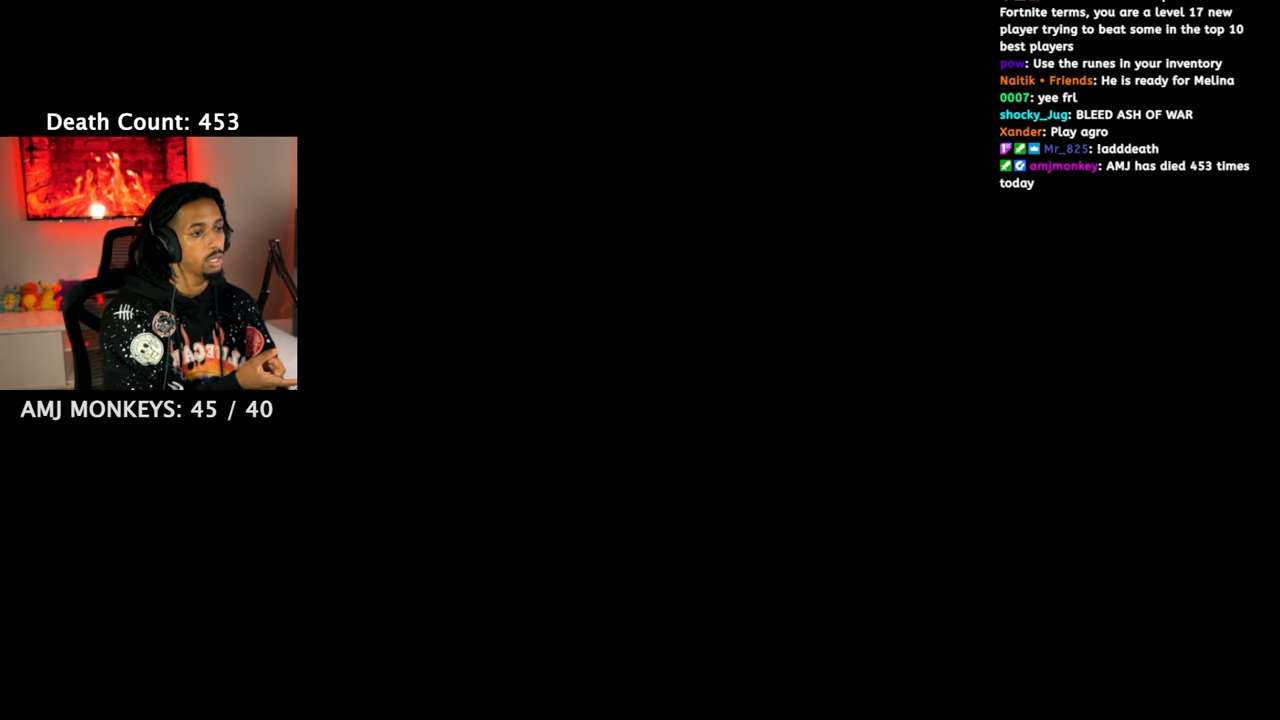 Fortnite terms, you are a level 17 new
player trying to beat some in the top 10
best players
pow: Use the runes in your inventory
Naitik • Friends: He is ready for Melina
0007: yee frl
shocky_Jug: BLEED ASH OF WAR
Xander: Play agro
Mr_825: !adddeath
amjmonkey: AMJ has died 453 times
today
Death Count: 453
AMJ MONKEYS: 45 / 40